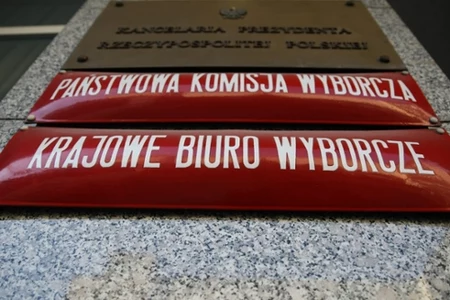 KANCELARIA PREZYDENTA
RZECZYPOSPOLITEJ POLSKIEJ
PAŃSTWOWA KOMISJA WYBORCZA
KRAJOWE BIURO WYBORCZE